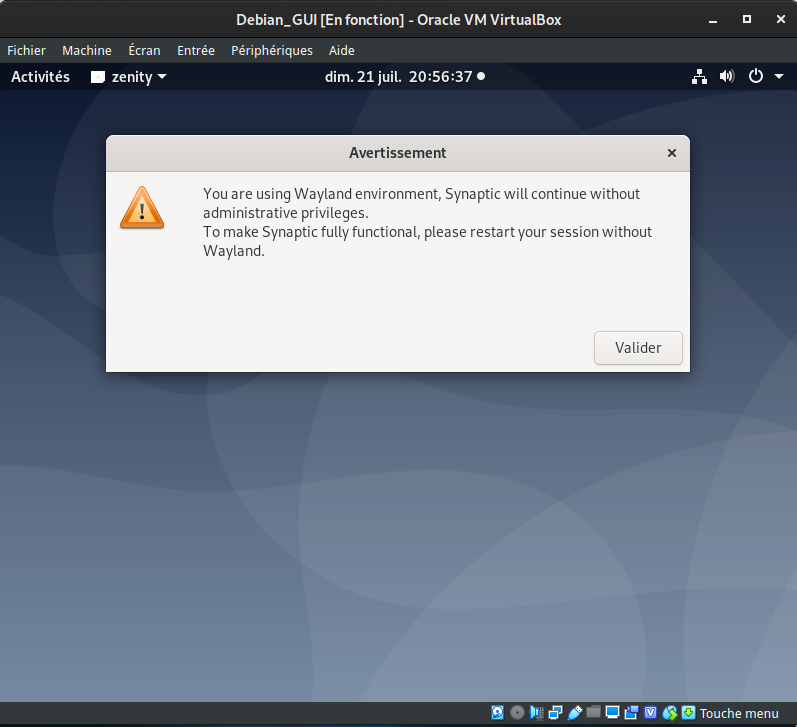 Debian_GUI [En fonction] - Oracle VM VirtualBox
Fichier Machine Écran Entrée Périphériques Aide
Activités zenity dim. 21 juil. 20:56:37
Avertissement
You are using Wayland environment, Synaptic will continue without
administrative privileges.
To make Synaptic fully functional, please restart your session without
Wayland.
Valider
Touche menu